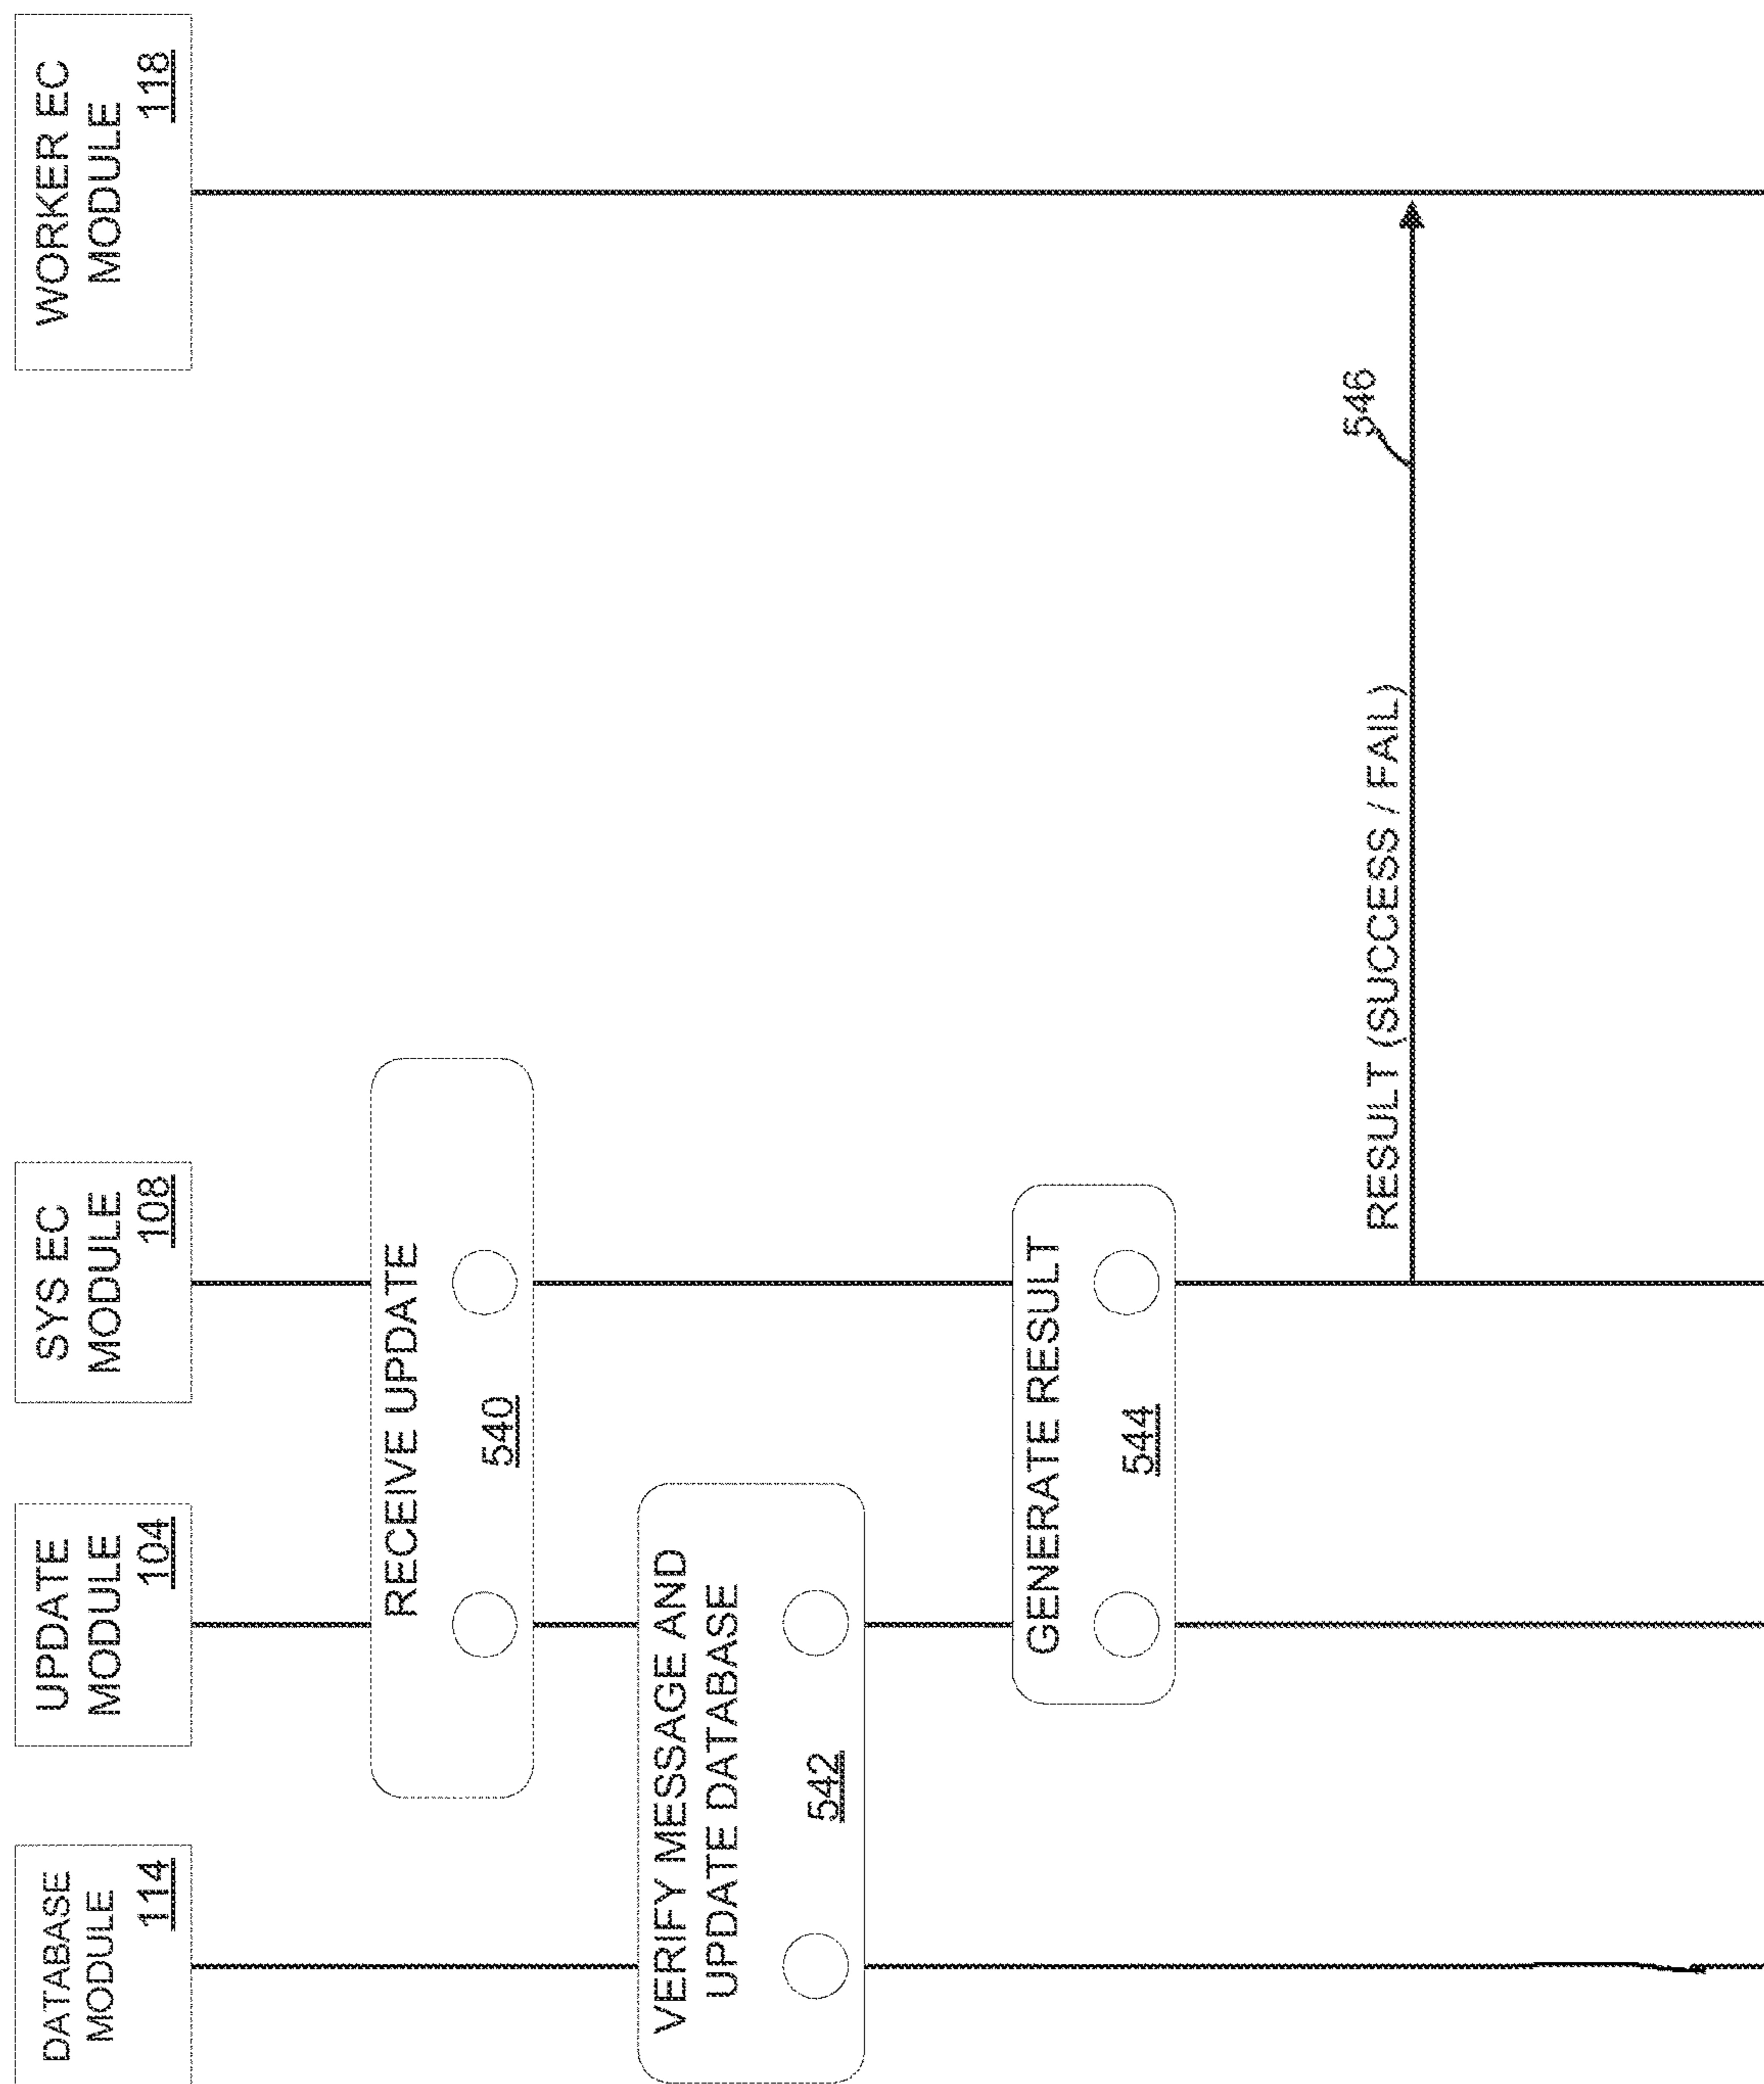 DATABASE
MODULE
114
UPDATE
MODULE
104
SYS EC
MODULE
108
WORKER EC
MODULE
118
RECEIVE UPDATE
540
VERIFY MESSAGE AND
UPDATE DATABASE
542
GENERATE RESULT
544
RESULT (SUCCESS / FAIL)
546